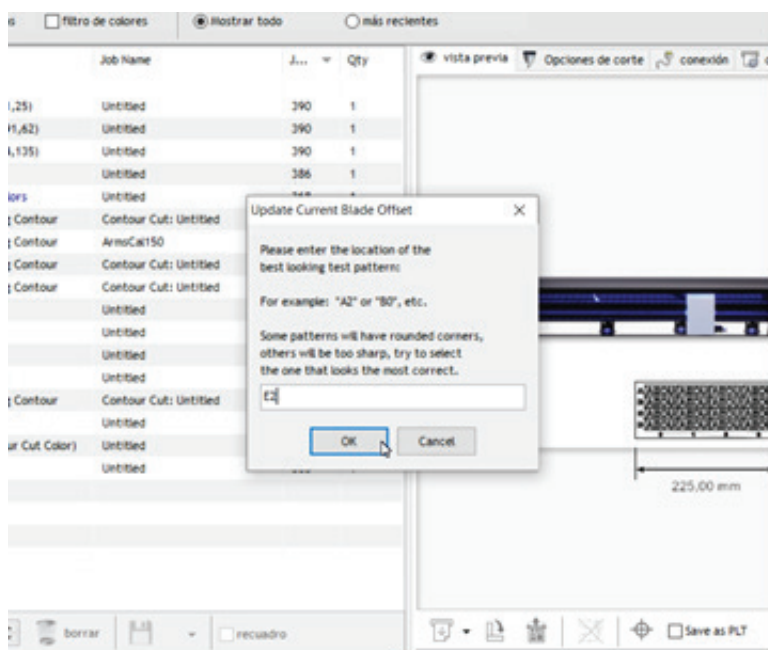 filtro de colores Mostrar todo más recientes
Job Name J... Qty
vista previa Opciones de corte conexión
1,25) Untitled 390 1
91,62) Untitled 390 1
,135) Untitled 390 1
Untitled 386 1
Untitled
Contour Contour Cut: Untitled
Contour ArmsCal150
Contour Contour Cut: Untitled
Contour Contour Cut: Untitled
Untitled
Untitled
Untitled
Untitled
Contour Contour Cut: Untitled
Untitled
ur Cut Color) Untitled
Untitled
Update Current Blade Offset
Please enter the location of the
best looking test pattern:
For example: "A2" or "B0", etc.
Some patterns will have rounded corners,
others will be too sharp, try to select
the one that looks the most correct.
E2
OK Cancel
225,00 mm
borrar recuadro
Save as PLT